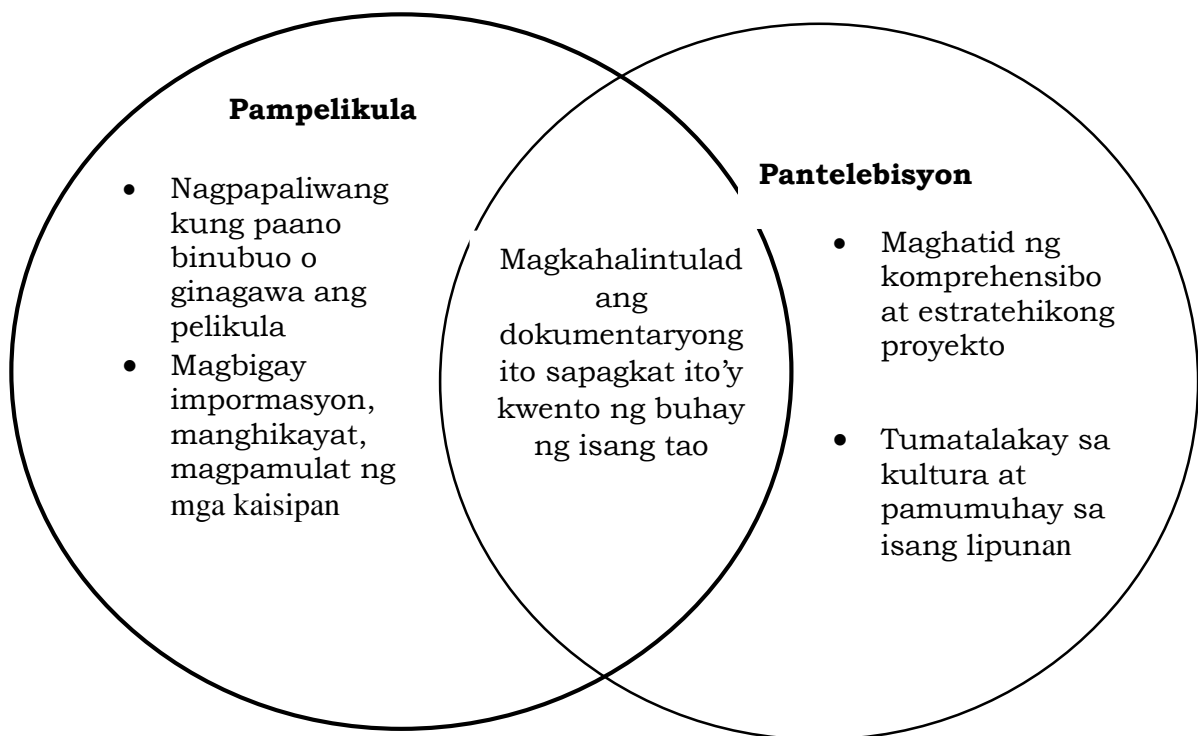 Pampelikula
• Nagpapaliwang
kung paano
binubuo o
ginagawa ang
pelikula
• Magbigay
impormasyon,
manghikayat,
magpamulat ng
mga kaisipan
Magkahalintulad
ang
dokumentaryong
ito sapagkat ito’y
kwento ng buhay
ng isang tao
Pantelebisyon
• Maghatid ng
komprehensibo
at estratehikong
proyekto
• Tumatalakay sa
kultura at
pamumuhay sa
isang lipunan